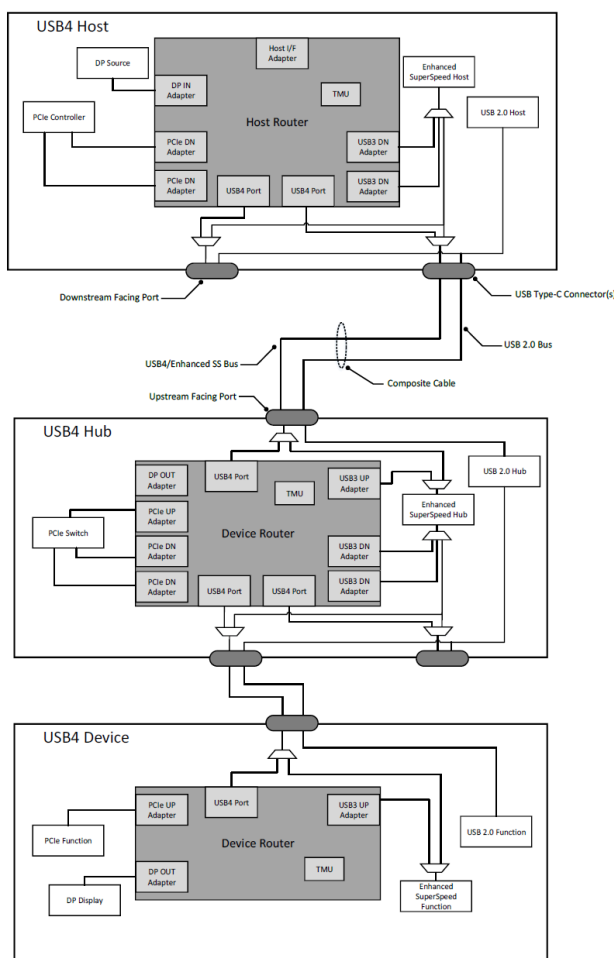 USB4 Host
DP Source
PCIe Controller
Host I/F
Adapter
DP IN
Adapter
TMU
Host Router
PCIe DN
Adapter
PCIe DN
Adapter
USB4 Port
USB4 Port
USB3 DN
Adapter
USB3 DN
Adapter
Enhanced
SuperSpeed Host
USB 2.0 Host
Downstream Facing Port
USB Type-C Connector(s)
USB4/Enhanced SS Bus
USB 2.0 Bus
Composite Cable
Upstream Facing Port
USB4 Hub
DP OUT
Adapter
USB4 Port
TMU
USB3 UP
Adapter
USB 2.0 Hub
PCIe UP
Adapter
PCIe Switch
Device Router
Enhanced
SuperSpeed Hub
PCIe DN
Adapter
USB3 DN
Adapter
PCIe DN
Adapter
USB4 Port
USB4 Port
USB3 DN
Adapter
USB4 Device
PCIe UP
Adapter
USB4 Port
USB3 UP
Adapter
PCIe Function
Device Router
USB 2.0 Function
DP OUT
Adapter
TMU
DP Display
Enhanced
SuperSpeed
Function